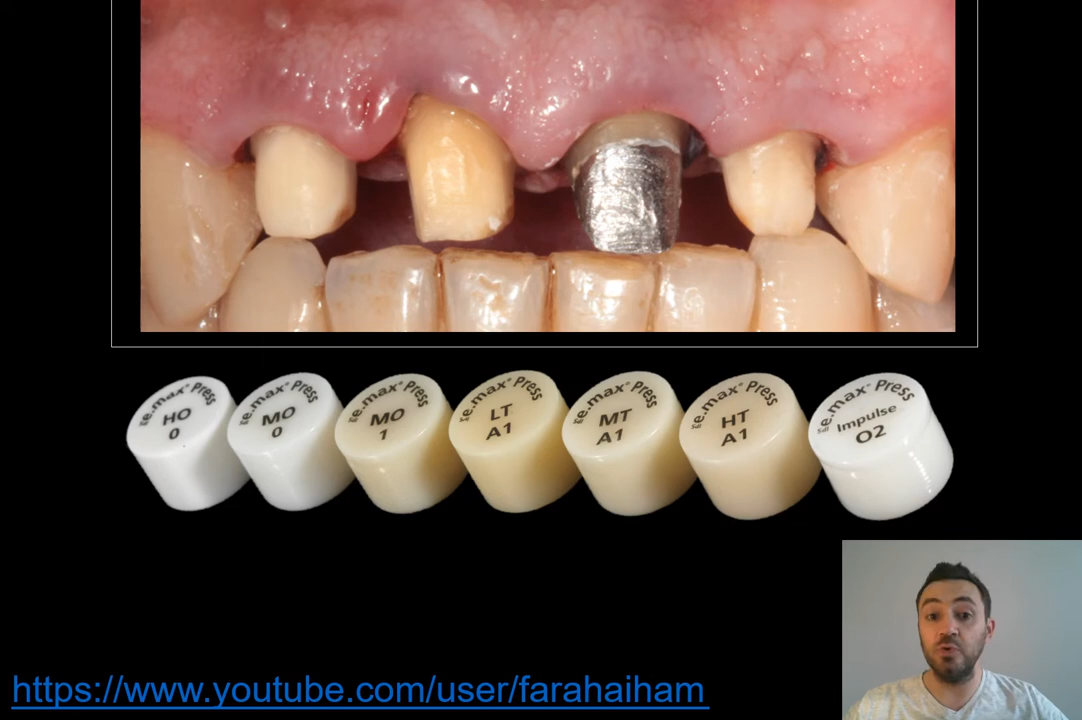 e.max® Press
HO
0
e.max® Press
MO
0
e.max® Press
MO
1
e.max® Press
LT
A1
e.max® Press
MT
A1
e.max® Press
HT
A1
e.max® Press
Impulse
O2
https://www.youtube.com/user/farahaiham